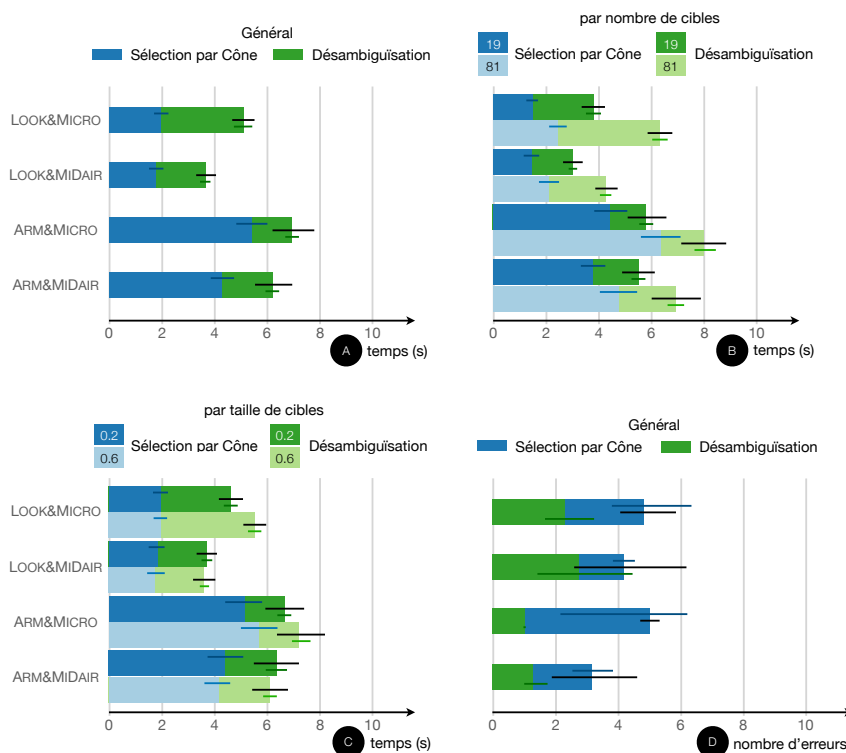 Général
Sélection par Cône Désambiguïsation
LOOK&MICRO
LOOK&MIDAIR
ARM&MICRO
ARM&MIDAIR
0 2 4 6 8 10
A temps (s)
par nombre de cibles
19 19
Sélection par Cône Désambiguïsation
81 81
0 2 4 6 8 10
B temps (s)
par taille de cibles
0.2 0.2
Sélection par Cône Désambiguïsation
0.6 0.6
LOOK&MICRO
LOOK&MIDAIR
ARM&MICRO
ARM&MIDAIR
0 2 4 6 8 10
C temps (s)
Général
Sélection par Cône Désambiguïsation
0 2 4 6 8 10
D nombre d'erreurs